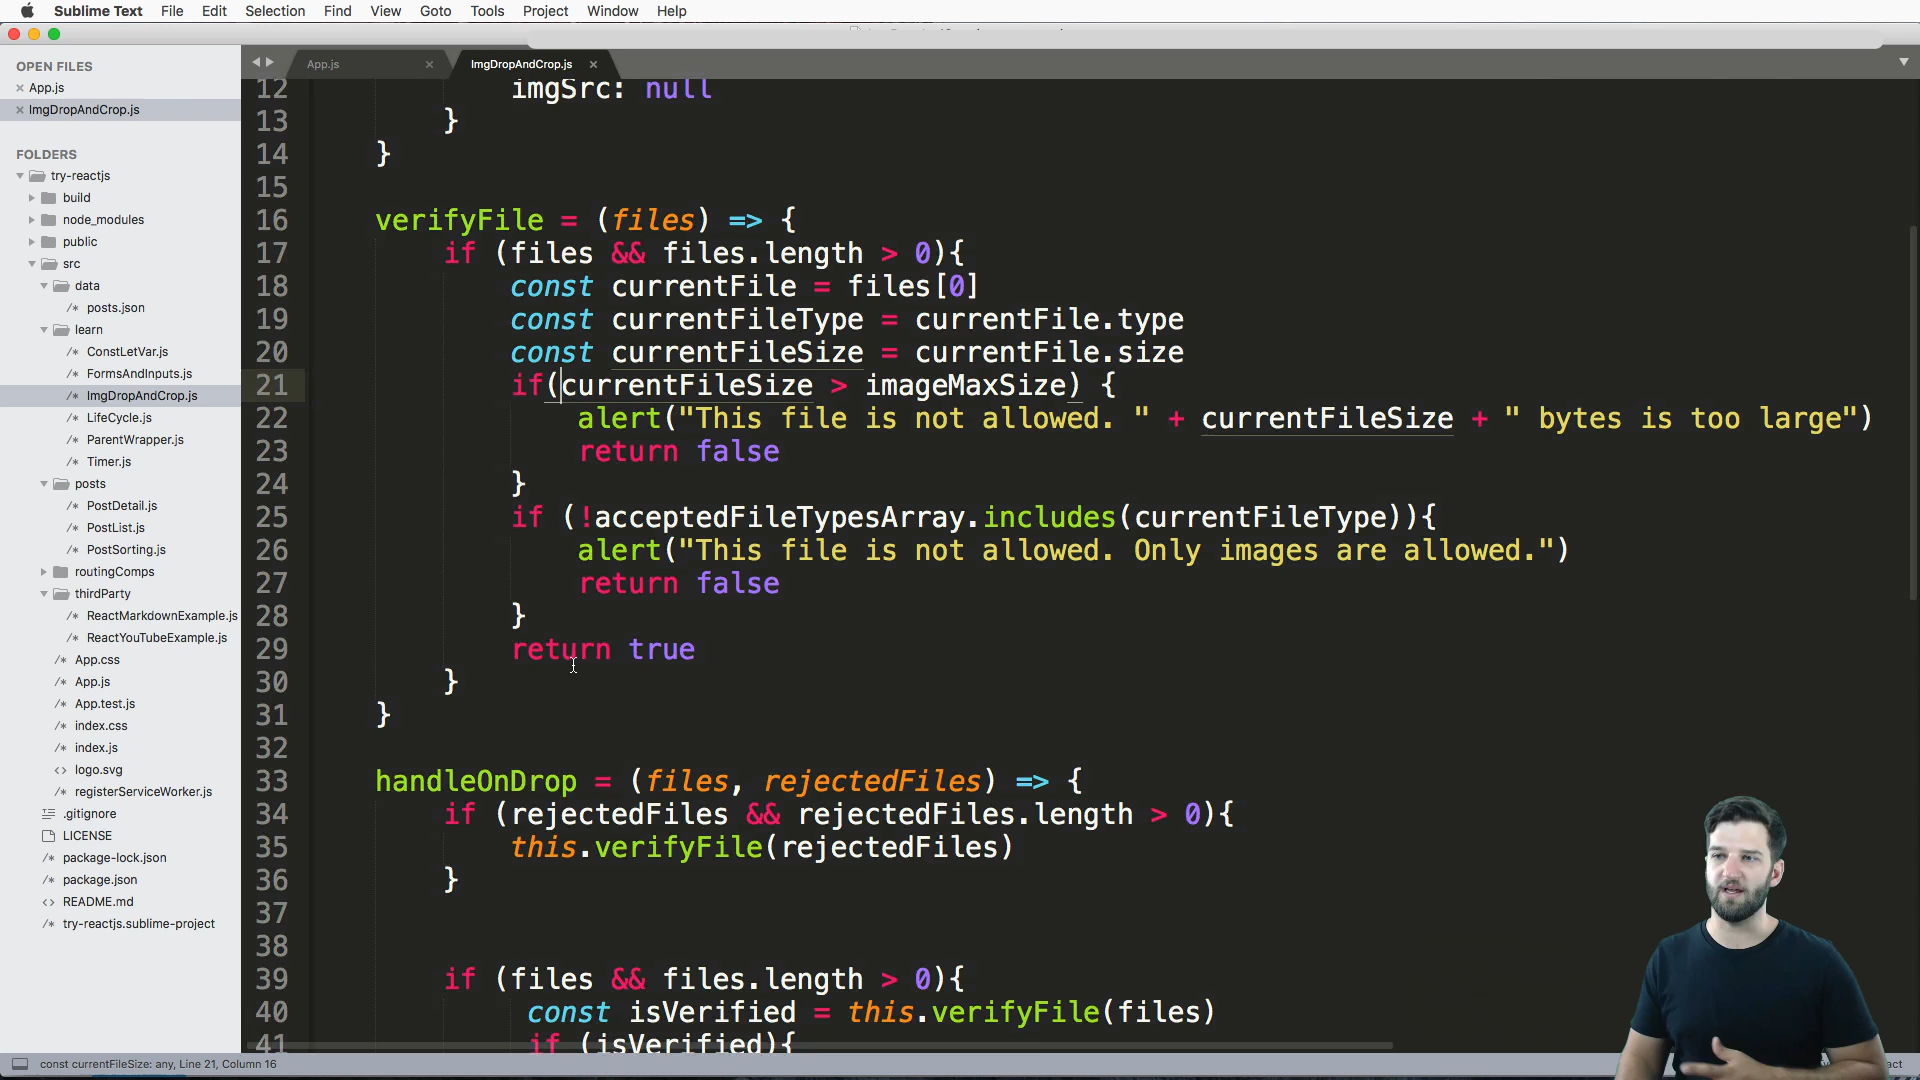 Sublime Text File Edit Selection Find View Goto Tools Project Window Help
OPEN FILES
App.js
ImgDropAndCrop.js
FOLDERS
try-reactjs
build
node_modules
public
src
data
posts.json
learn
ConstLetVar.js
FormsAndInputs.js
ImgDropAndCrop.js
LifeCycle.js
ParentWrapper.js
Timer.js
posts
PostDetail.js
PostList.js
PostSorting.js
routingComps
thirdParty
ReactMarkdownExample.js
ReactYouTubeExample.js
App.css
App.js
App.test.js
index.css
index.js
logo.svg
registerServiceWorker.js
.gitignore
LICENSE
package-lock.json
package.json
README.md
try-reactjs.sublime-project
App.js ImgDropAndCrop.js
12 imgSrc: null
13 }
14 }
15
16 verifyFile = (files) => {
17 if (files && files.length > 0){
18 const currentFile = files[0]
19 const currentFileType = currentFile.type
20 const currentFileSize = currentFile.size
21 if(currentFileSize > imageMaxSize) {
22 alert("This file is not allowed. " + currentFileSize + " bytes is too large")
23 return false
24 }
25 if (!acceptedFileTypesArray.includes(currentFileType)){
26 alert("This file is not allowed. Only images are allowed.")
27 return false
28 }
29 return true
30 }
31 }
32
33 handleOnDrop = (files, rejectedFiles) => {
34 if (rejectedFiles && rejectedFiles.length > 0){
35 this.verifyFile(rejectedFiles)
36 }
37
38
39 if (files && files.length > 0){
40 const isVerified = this.verifyFile(files)
41 if (isVerified){
const currentFileSize: any, Line 21, Column 16